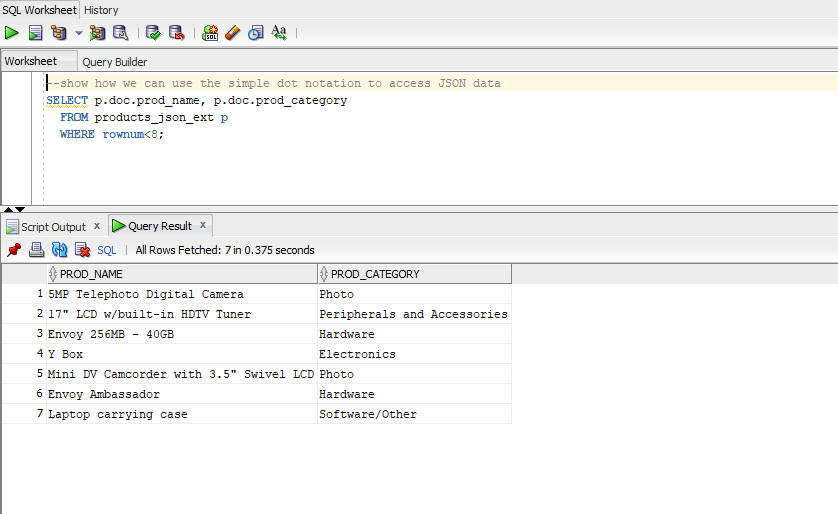 SQL Worksheet History
Worksheet Query Builder
--show how we can use the simple dot notation to access JSON data
SELECT p.doc.prod_name, p.doc.prod_category
FROM products_json_ext p
WHERE rownum<8;
Script Output x Query Result x
SQL | All Rows Fetched: 7 in 0.375 seconds
PROD_NAME PROD_CATEGORY
1 5MP Telephoto Digital Camera Photo
2 17" LCD w/built-in HDTV Tuner Peripherals and Accessories
3 Envoy 256MB - 40GB Hardware
4 Y Box Electronics
5 Mini DV Camcorder with 3.5" Swivel LCD Photo
6 Envoy Ambassador Hardware
7 Laptop carrying case Software/Other